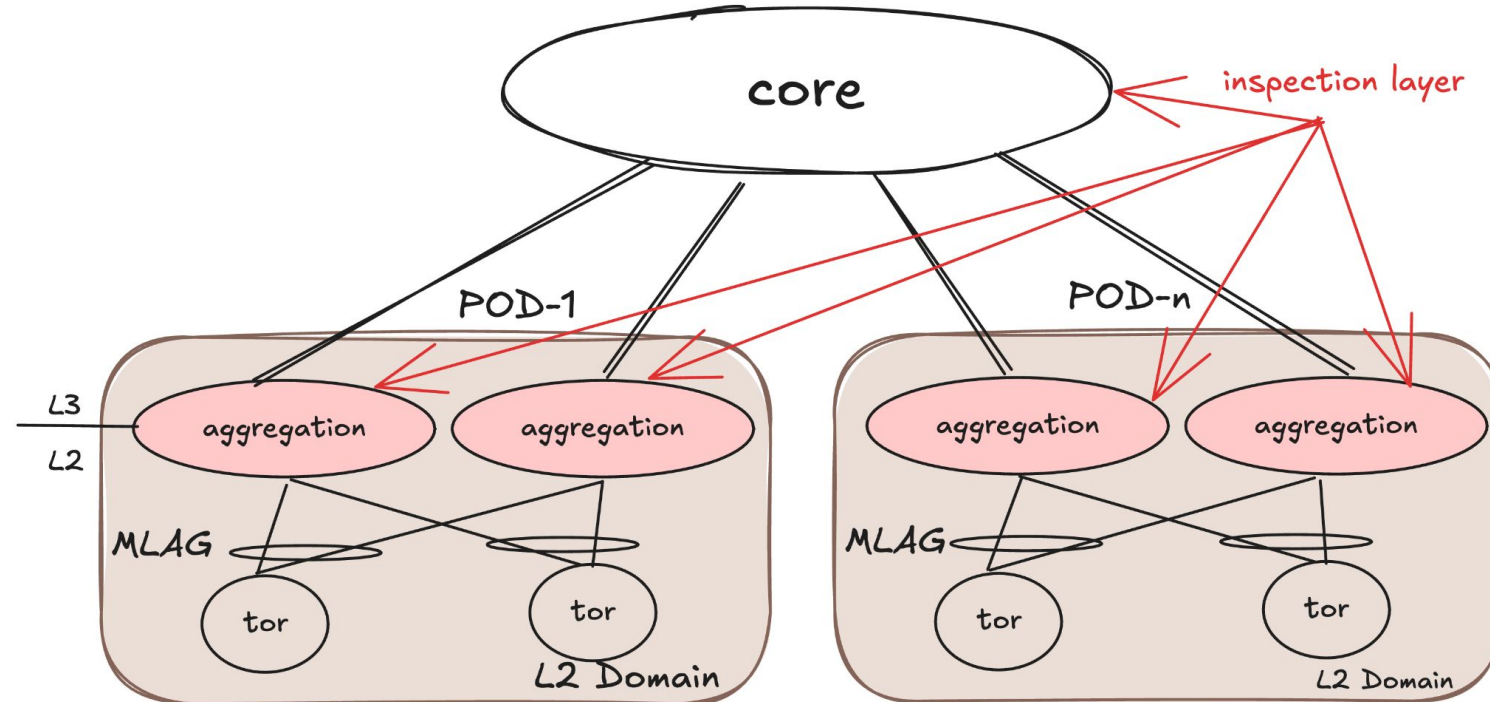 core
inspection layer
POD-1
POD-n
L3
L2
aggregation
aggregation
aggregation
aggregation
MLAG
MLAG
tor
tor
tor
tor
L2 Domain
L2 Domain